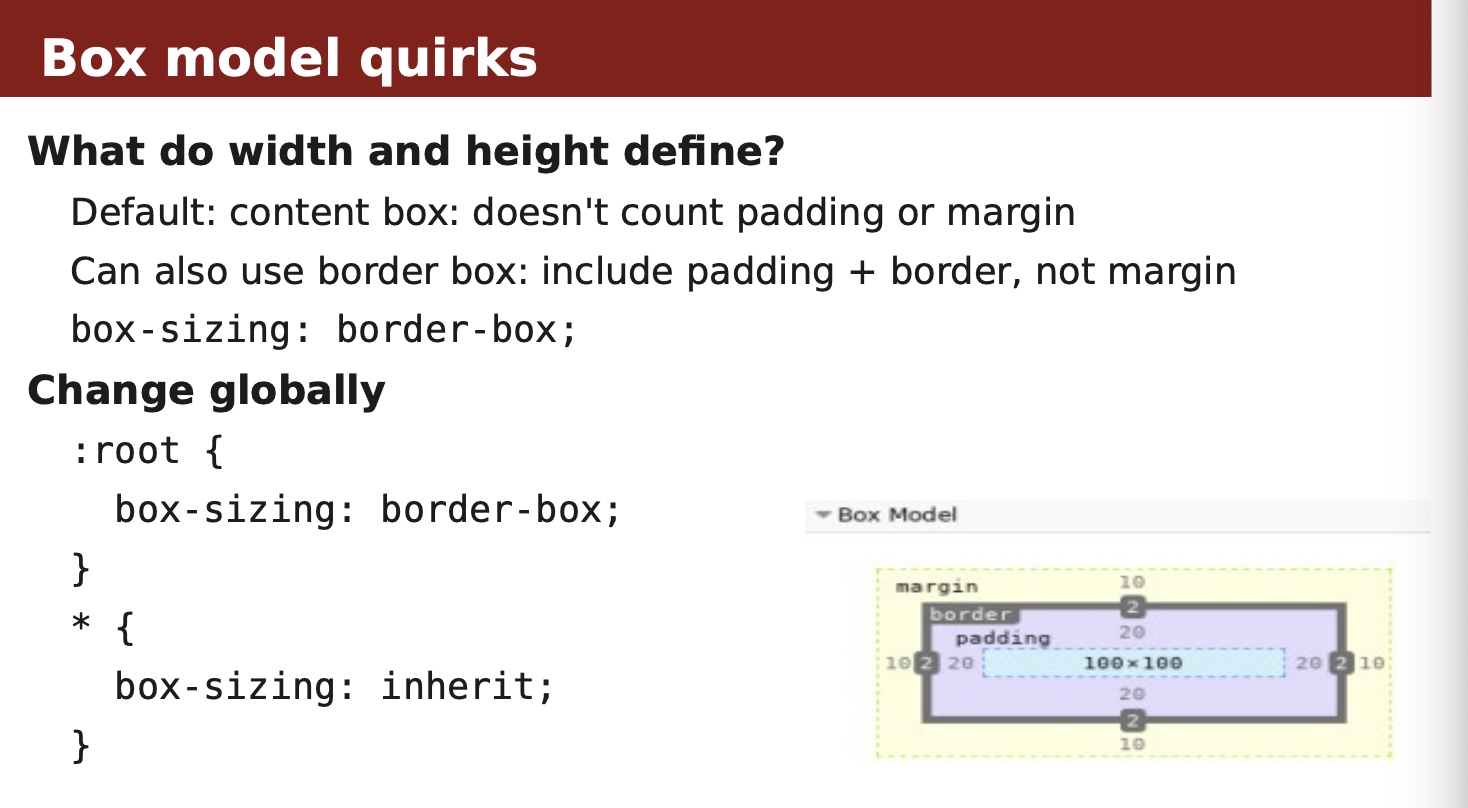 Box model quirks
What do width and height define?
Default: content box: doesn't count padding or margin
Can also use border box: include padding + border, not margin
box-sizing: border-box;
Change globally
:root {
  box-sizing: border-box;
}
* {
  box-sizing: inherit;
}
Box Model
margin 10
border 2
padding 20
10 2 20 100×100 20 2 10
20
2
10